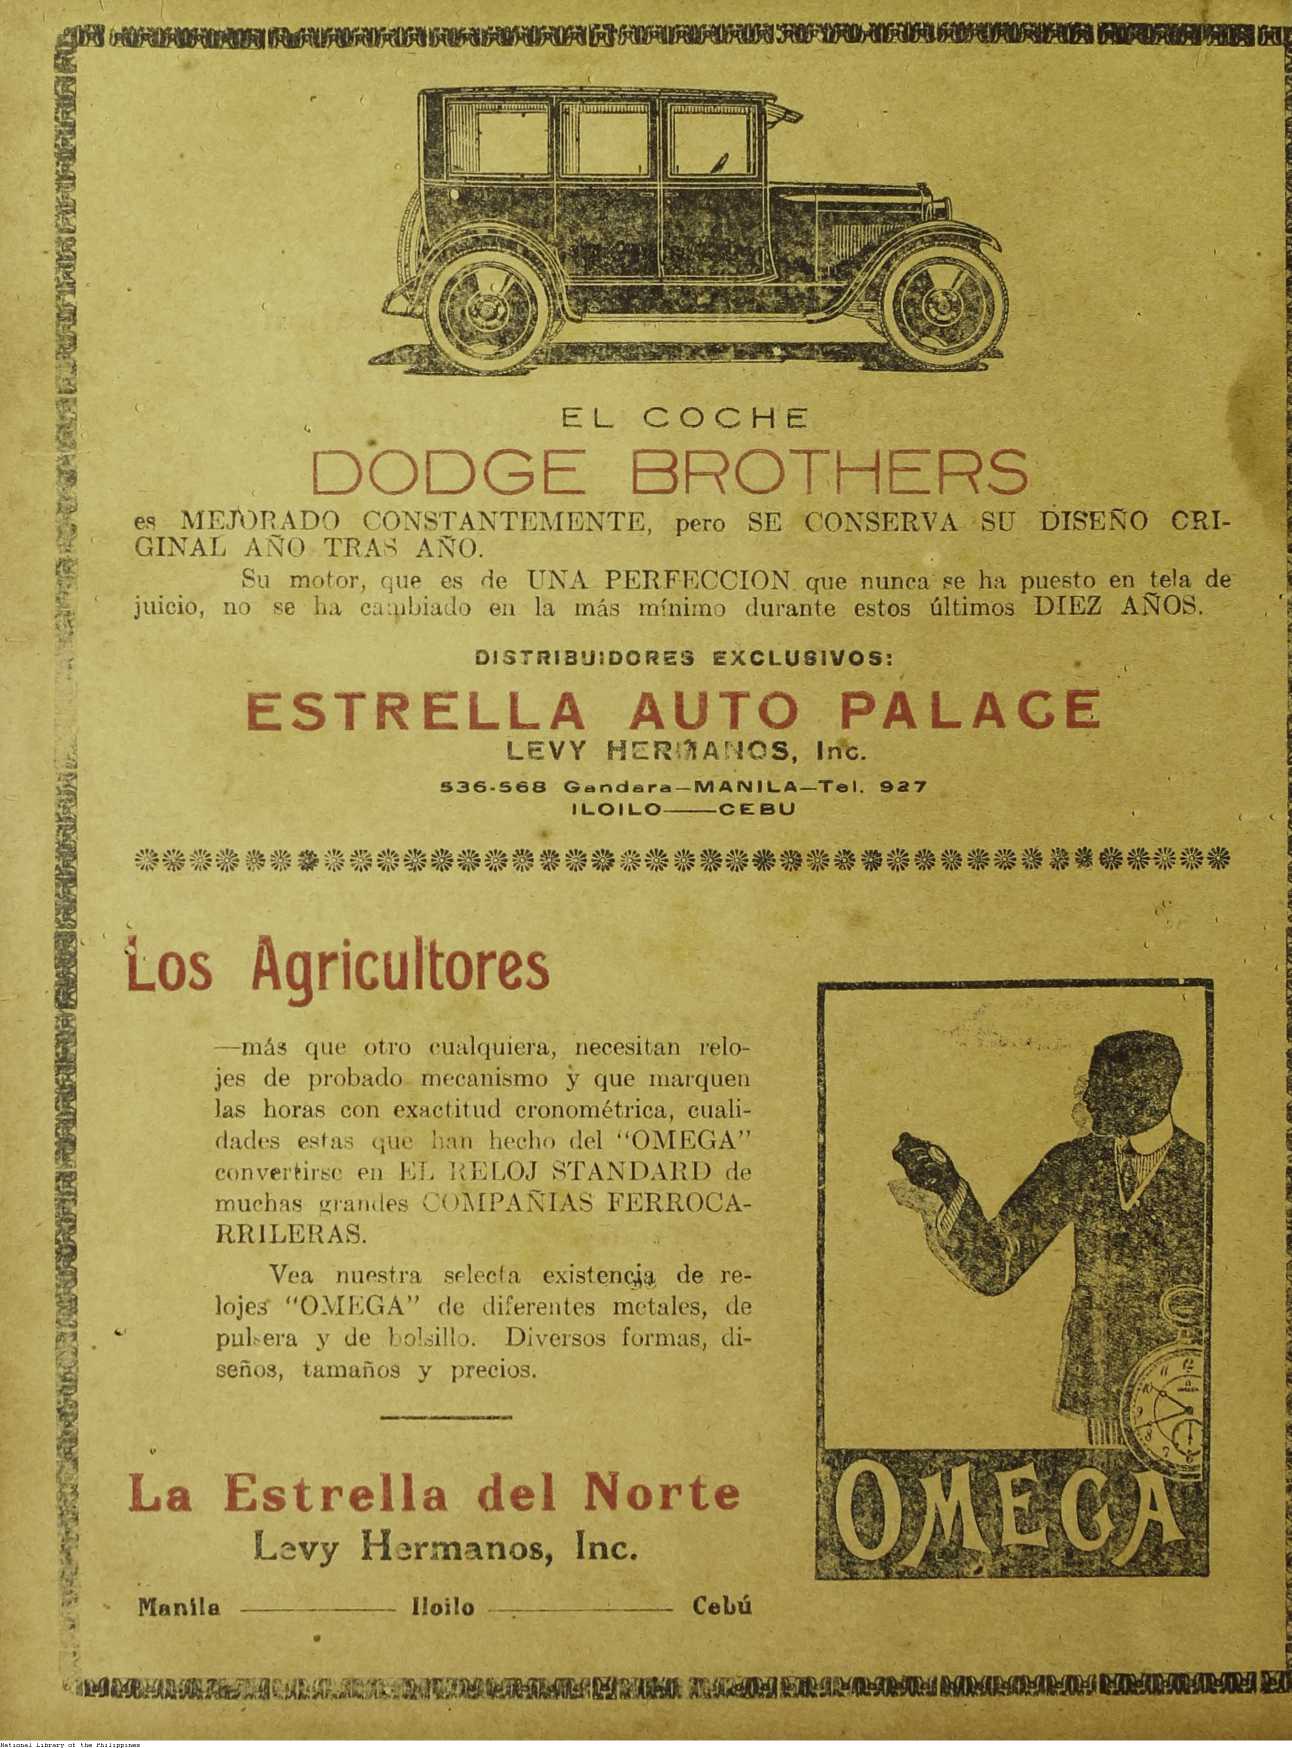 EL COCHE
DODGE BROTHERS
es MEJORADO CONSTANTEMENTE, pero SE CONSERVA SU DISEÑO CRI-
GINAL AÑO TRAS AÑO.
Su motor, que es de UNA PERFECCION que nunca se ha puesto en tela de
juicio, no se ha cambiado en la más mínimo durante estos últimos DIEZ AÑOS.
DISTRIBUIDORES EXCLUSIVOS:
ESTRELLA AUTO PALACE
LEVY HERMANOS, Inc.
536-568 Gandara—MANILA—Tel. 927
ILOILO——CEBU
Los Agricultores
—más que otro cualquiera, necesitan relo-
jes de probado mecanismo y que marquen
las horas con exactitud cronométrica, cuali-
dades estas que han hecho del "OMEGA"
convertirse en EL RELOJ STANDARD de
muchas grandes COMPAÑIAS FERROCA-
RRILERAS.
Vea nuestra selecta existencia de re-
lojes "OMEGA" de diferentes metales, de
pulsera y de bolsillo. Diversos formas, di-
seños, tamaños y precios.
OMEGA
La Estrella del Norte
Levy Hermanos, Inc.
Manila ——— Iloilo ——— Cebú
National Library of the Philippines